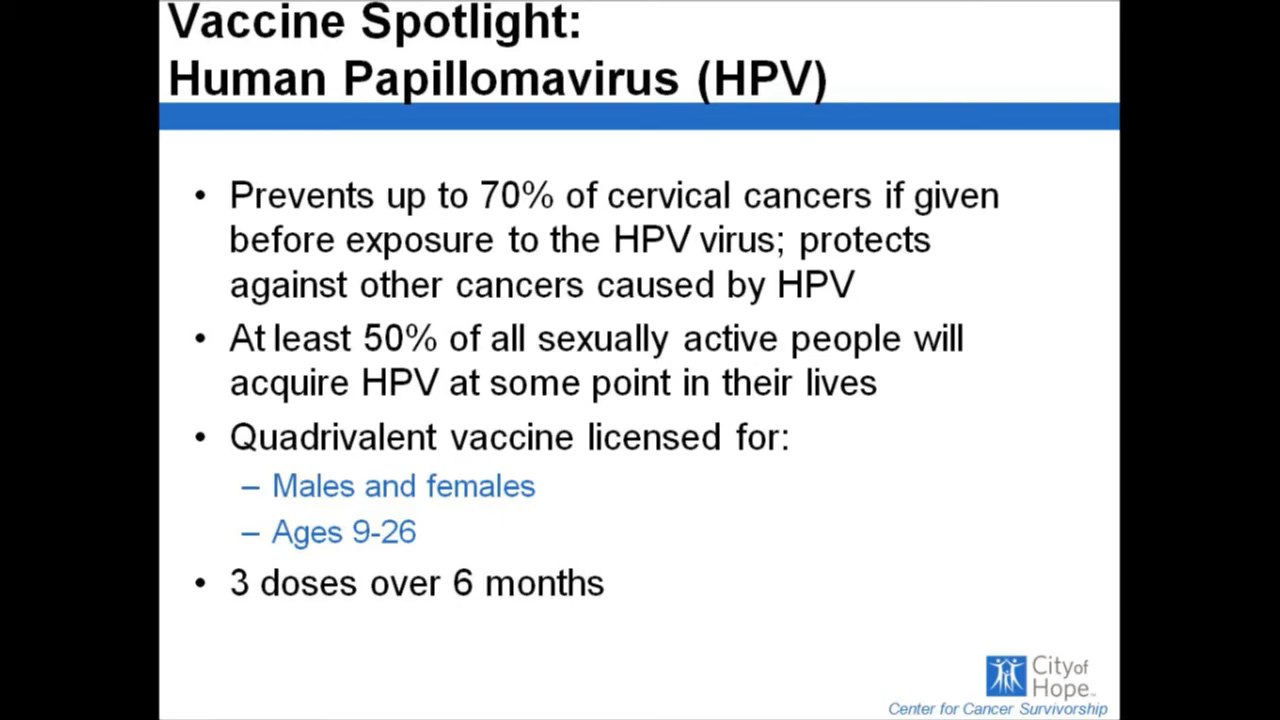 Vaccine Spotlight:
Human Papillomavirus (HPV)
• Prevents up to 70% of cervical cancers if given
before exposure to the HPV virus; protects
against other cancers caused by HPV
• At least 50% of all sexually active people will
acquire HPV at some point in their lives
• Quadrivalent vaccine licensed for:
– Males and females
– Ages 9-26
• 3 doses over 6 months
City of
Hope™
Center for Cancer Survivorship